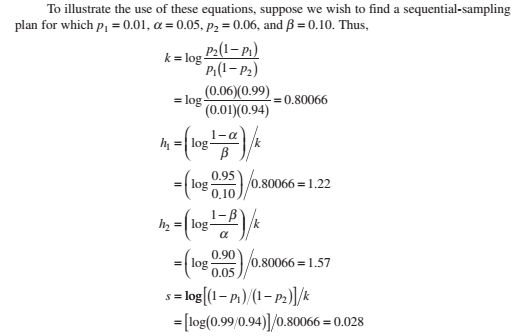 To illustrate the use of these equations, suppose we wish to find a sequential-sampling
plan for which p₁ = 0.01, α = 0.05, p₂ = 0.06, and β = 0.10. Thus,
k = log p₂(1 − p₁) / p₁(1 − p₂)
= log (0.06)(0.99) / (0.01)(0.94) = 0.80066
h₁ = (log 1−α / β) / k
= (log 0.95 / 0.10) / 0.80066 = 1.22
h₂ = (log 1−β / α) / k
= (log 0.90 / 0.05) / 0.80066 = 1.57
s = log[(1 − p₁)/(1 − p₂)]/k
= [log(0.99/0.94)]/0.80066 = 0.028